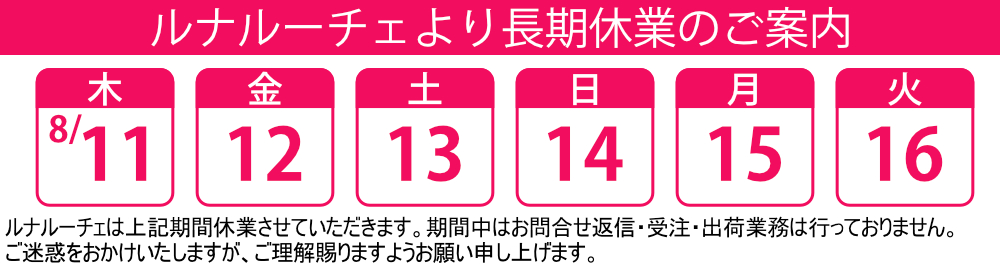 ルナルーチェより長期休業のご案内
木 金 土 日 月 火
8/11 12 13 14 15 16
ルナルーチェは上記期間休業させていただきます。期間中はお問合せ返信・受注・出荷業務は行っておりません。
ご迷惑をおかけいたしますが、ご理解賜りますようお願い申し上げます。